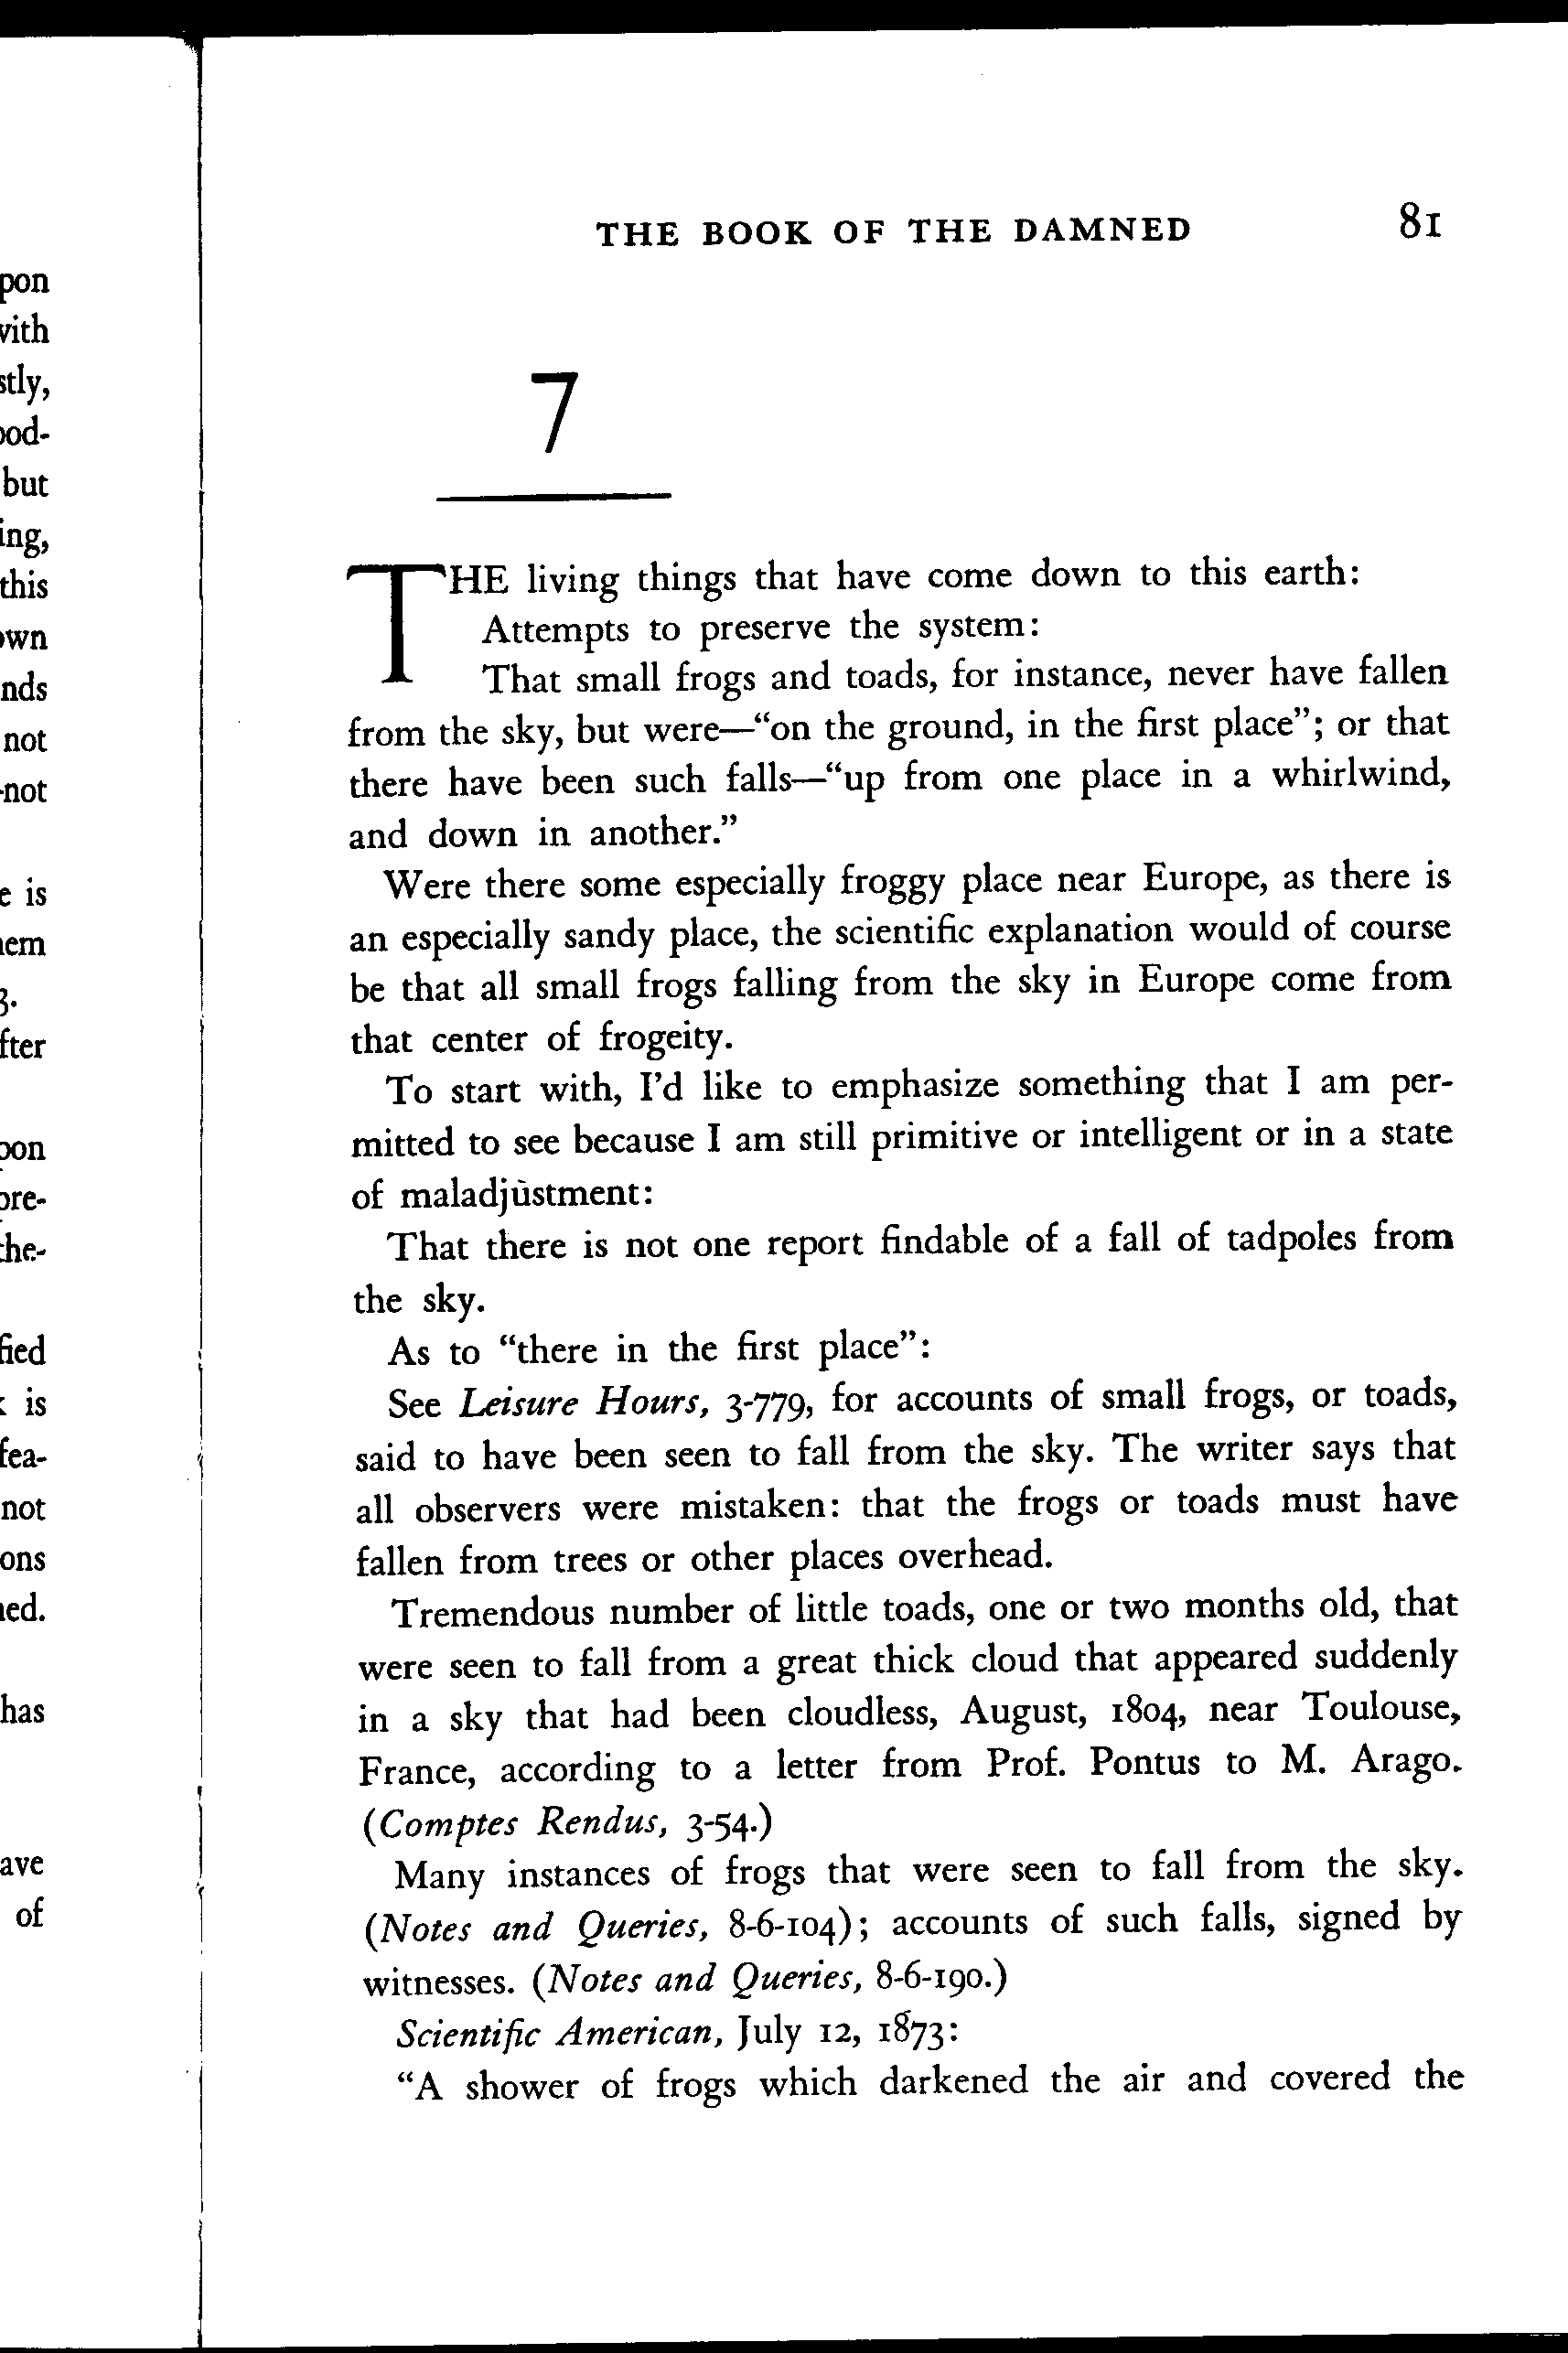 THE BOOK OF THE DAMNED 81
7
THE living things that have come down to this earth:
Attempts to preserve the system:
That small frogs and toads, for instance, never have fallen
from the sky, but were—“on the ground, in the first place”; or that
there have been such falls—“up from one place in a whirlwind,
and down in another.”
Were there some especially froggy place near Europe, as there is
an especially sandy place, the scientific explanation would of course
be that all small frogs falling from the sky in Europe come from
that center of frogeity.
To start with, I’d like to emphasize something that I am per-
mitted to see because I am still primitive or intelligent or in a state
of maladjustment:
That there is not one report findable of a fall of tadpoles from
the sky.
As to “there in the first place”:
See Leisure Hours, 3-779, for accounts of small frogs, or toads,
said to have been seen to fall from the sky. The writer says that
all observers were mistaken: that the frogs or toads must have
fallen from trees or other places overhead.
Tremendous number of little toads, one or two months old, that
were seen to fall from a great thick cloud that appeared suddenly
in a sky that had been cloudless, August, 1804, near Toulouse,
France, according to a letter from Prof. Pontus to M. Arago.
(Comptes Rendus, 3-54.)
Many instances of frogs that were seen to fall from the sky.
(Notes and Queries, 8-6-104); accounts of such falls, signed by
witnesses. (Notes and Queries, 8-6-190.)
Scientific American, July 12, 1873:
“A shower of frogs which darkened the air and covered the